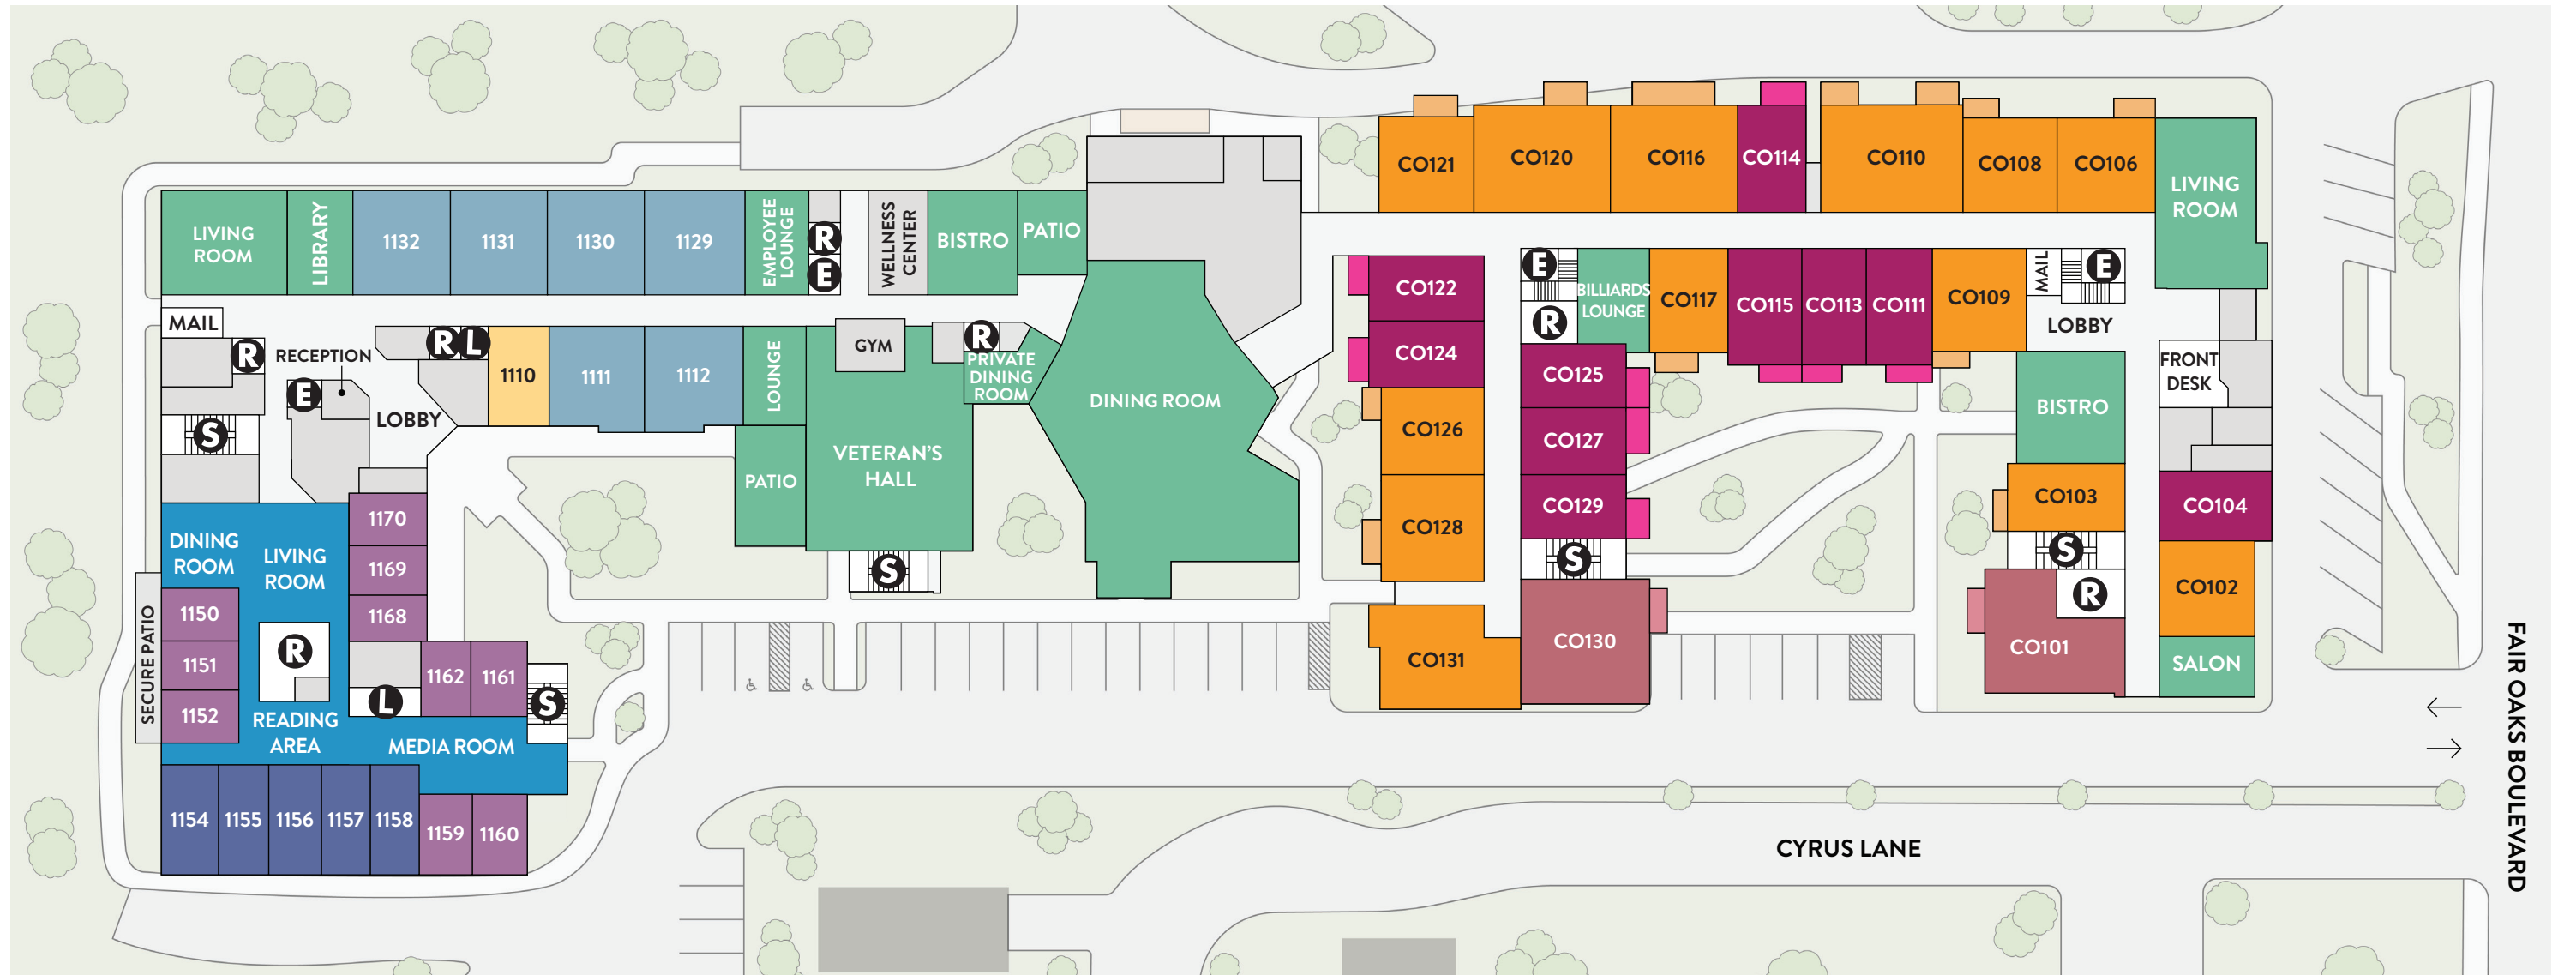 CO121
CO120
CO116
CO114
CO110
CO108
CO106
LIVING
ROOM
LIVING
ROOM
LIBRARY
1132
1131
1130
1129
EMPLOYEE
LOUNGE
R
E
WELLNESS
CENTER
BISTRO
PATIO
MAIL
R
RECEPTION
E
LOBBY
S
R
L
1110
1111
1112
LOUNGE
GYM
R
PRIVATE
DINING
ROOM
DINING ROOM
VETERAN'S
HALL
PATIO
S
CO122
CO124
CO126
CO128
CO131
E
R
BILLIARDS
LOUNGE
CO117
CO115
CO113
CO111
CO109
MAIL
E
LOBBY
CO125
CO127
CO129
S
CO130
FRONT
DESK
BISTRO
CO103
S
R
CO101
CO104
CO102
SALON
DINING
ROOM
LIVING
ROOM
1170
1169
1168
SECURE PATIO
1150
1151
1152
R
READING
AREA
L
1162
1161
S
MEDIA ROOM
1154
1155
1156
1157
1158
1159
1160
CYRUS LANE
FAIR OAKS BOULEVARD